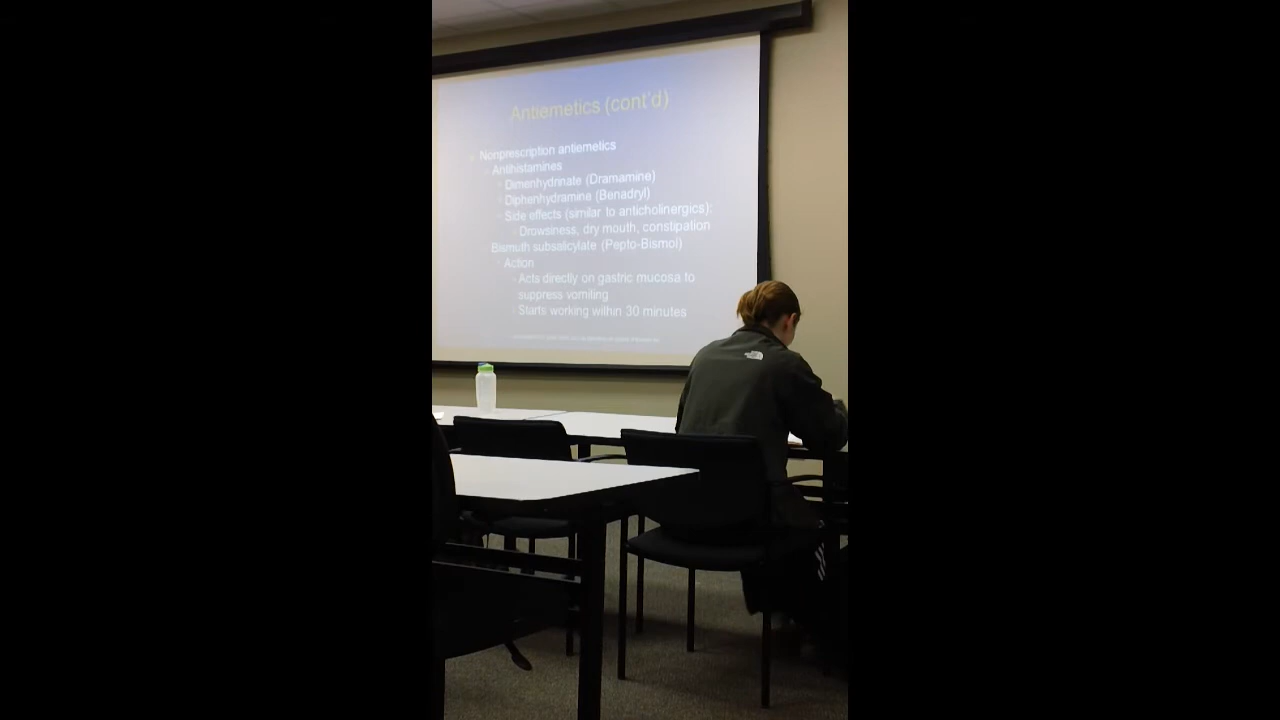 Antiemetics (cont'd)
Nonprescription antiemetics
Antihistamines
Dimenhydrinate (Dramamine)
Diphenhydramine (Benadryl)
Side effects (similar to anticholinergics):
Drowsiness, dry mouth, constipation
Bismuth subsalicylate (Pepto-Bismol)
Action
Acts directly on gastric mucosa to
suppress vomiting
Starts working within 30 minutes